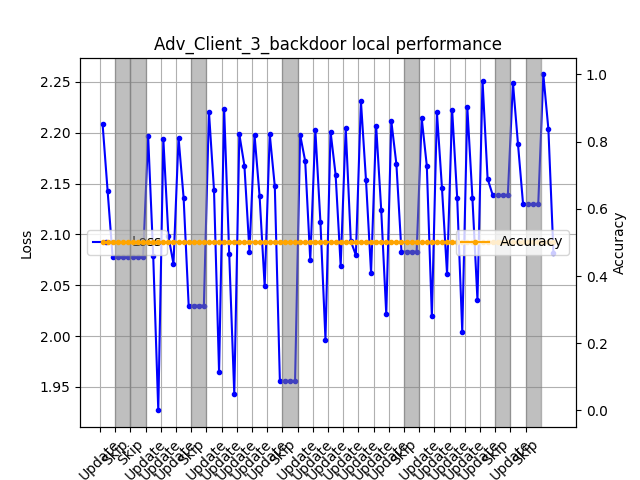 Adv_Client_3_backdoor local performance
2.25
2.20
2.15
2.10
2.05
2.00
1.95
Loss
1.0
0.8
0.6
0.4
0.2
0.0
Accuracy
Loss
Accuracy
Update
Skip
Skip
Update
Update
Update
Skip
Update
Update
Update
Update
Update
Skip
Update
Update
Update
Update
Update
Update
Update
Skip
Update
Update
Update
Update
Update
Skip
Update
Skip